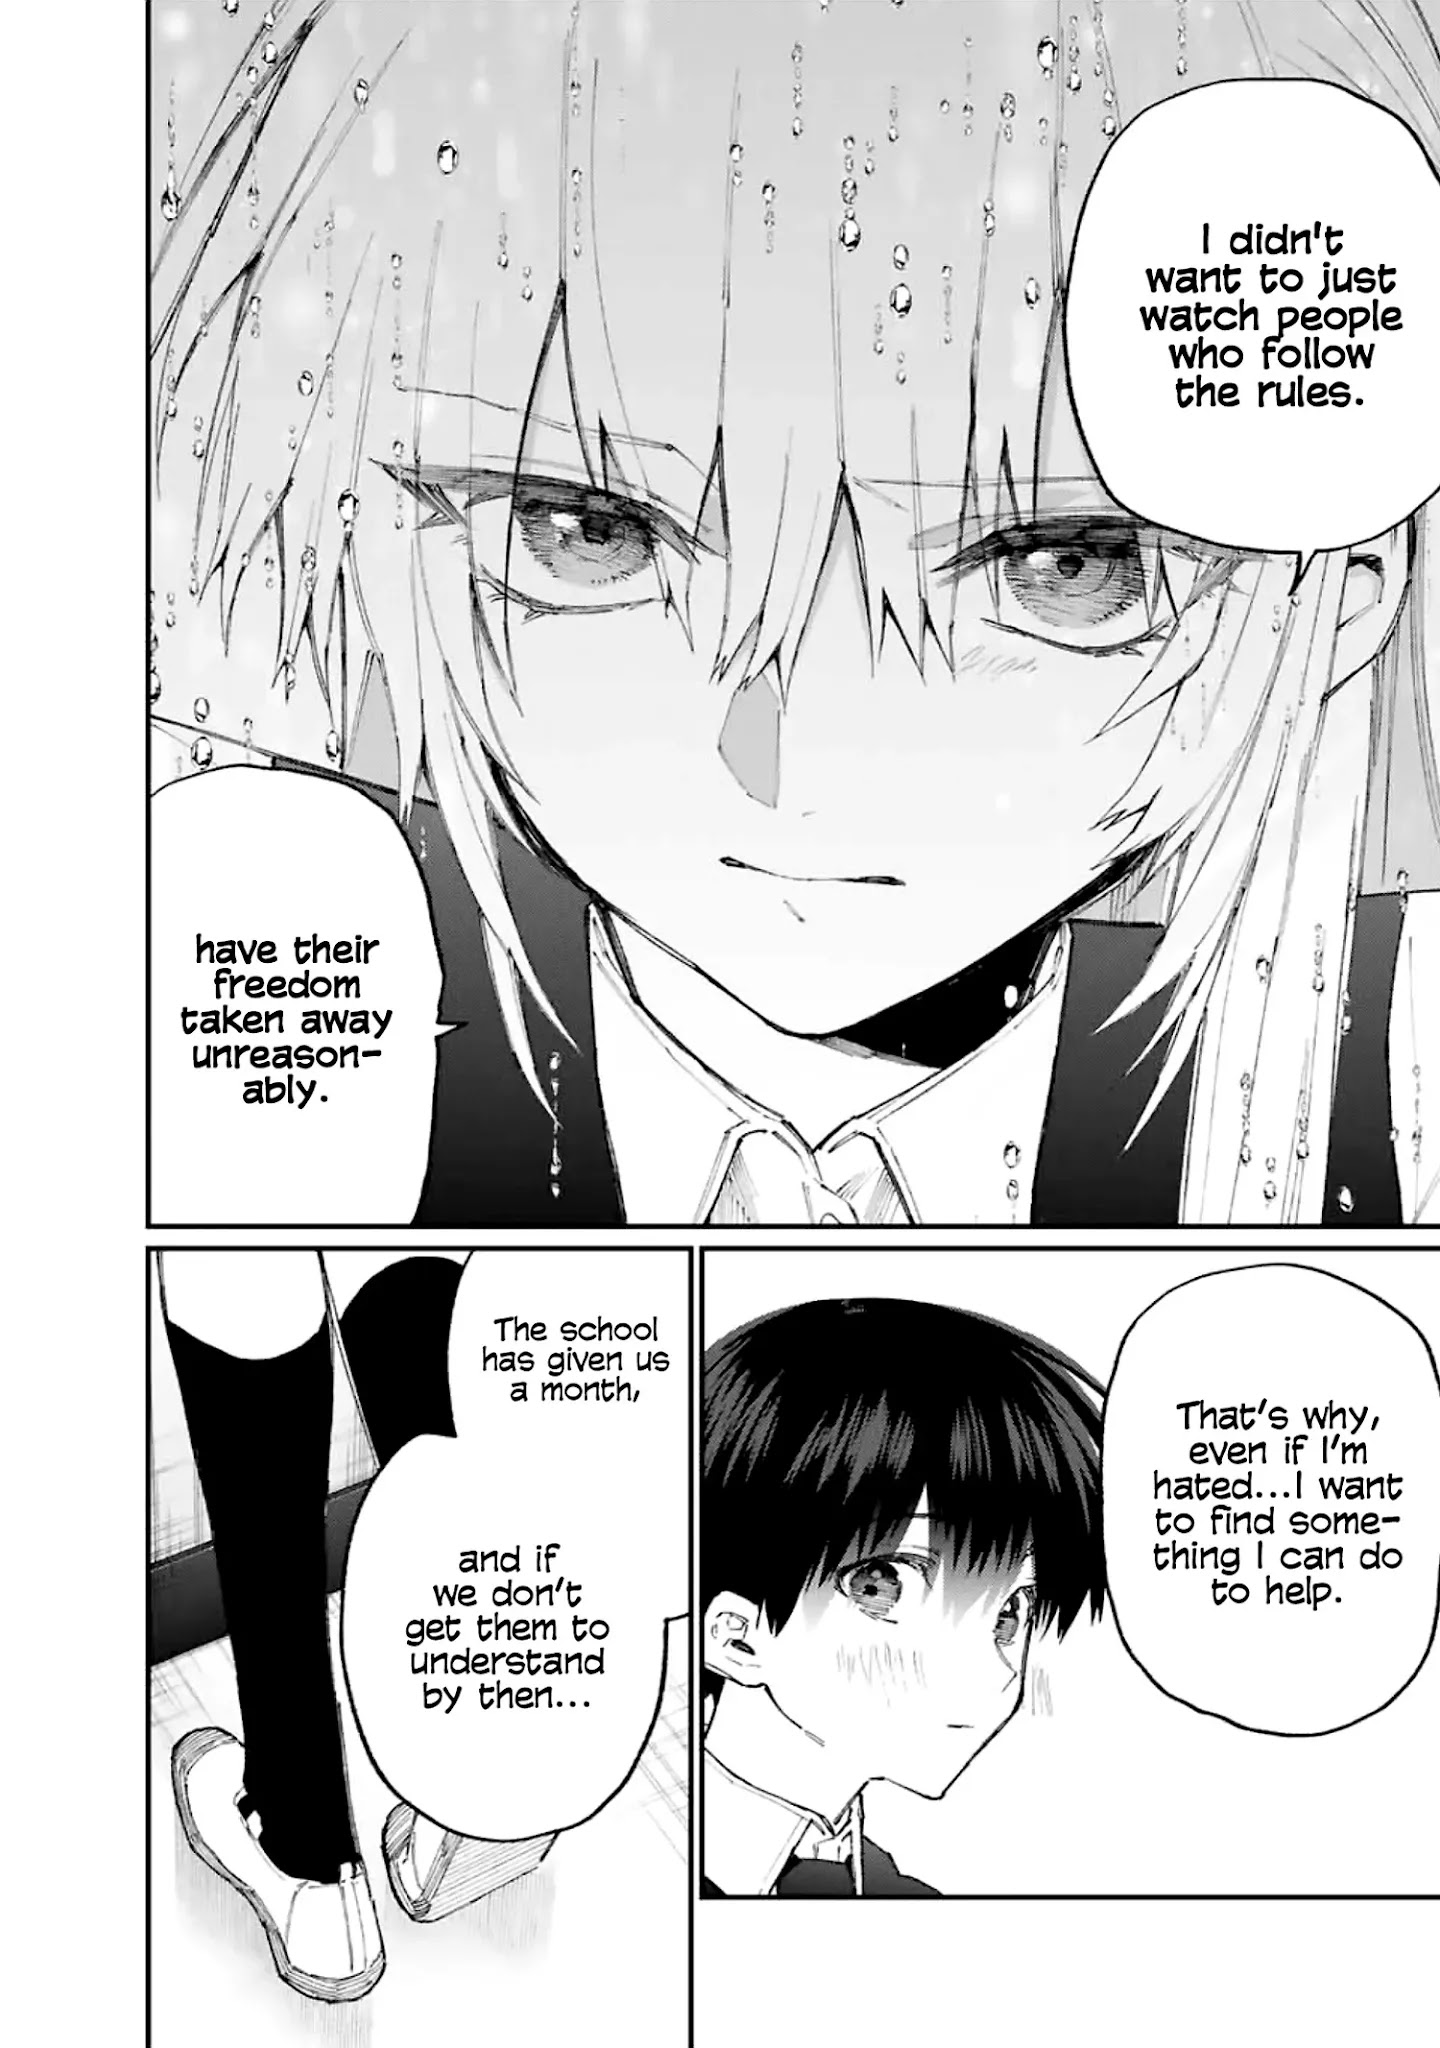 I didn't
want to just
watch people
who follow
the rules.
have their
freedom
taken away
unreason-
ably.
That's why,
even if I'm
hated...I want
to find some-
thing I can do
to help.
The school
has given us
a month,
and if
we don't
get them to
understand
by then...